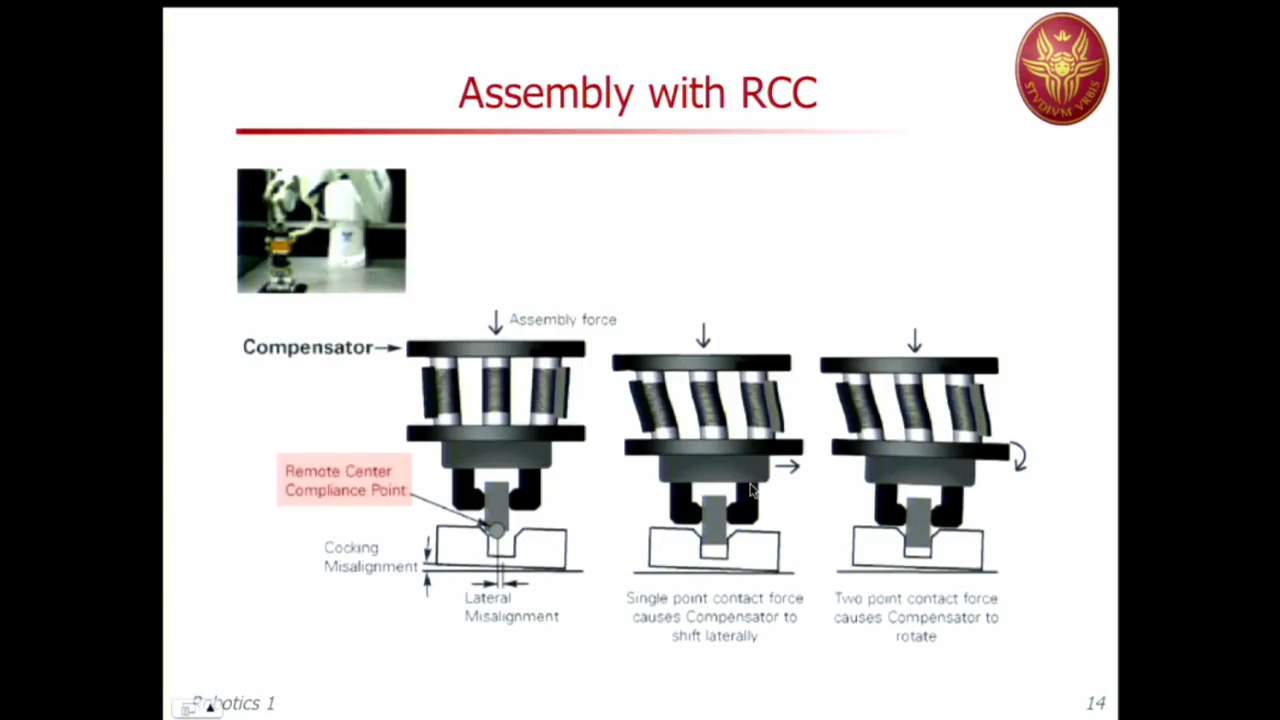 Assembly with RCC
STVDIVM VRBIS
Assembly force
Compensator
Remote Center
Compliance Point
Cocking
Misalignment
Lateral
Misalignment
Single point contact force
causes Compensator to
shift laterally
Two point contact force
causes Compensator to
rotate
Robotics 1
14